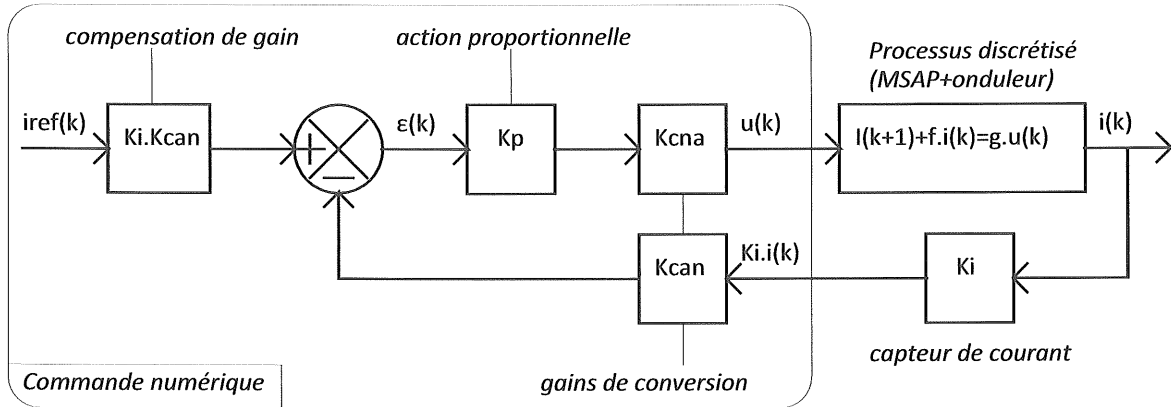 compensation de gain
action proportionnelle
Processus discrétisé
(MSAP+onduleur)
iref(k)
Ki.Kcan
+
−
ε(k)
Kp
Kcna
u(k)
I(k+1)+f.i(k)=g.u(k)
i(k)
Kcan
Ki.i(k)
Ki
capteur de courant
gains de conversion
Commande numérique